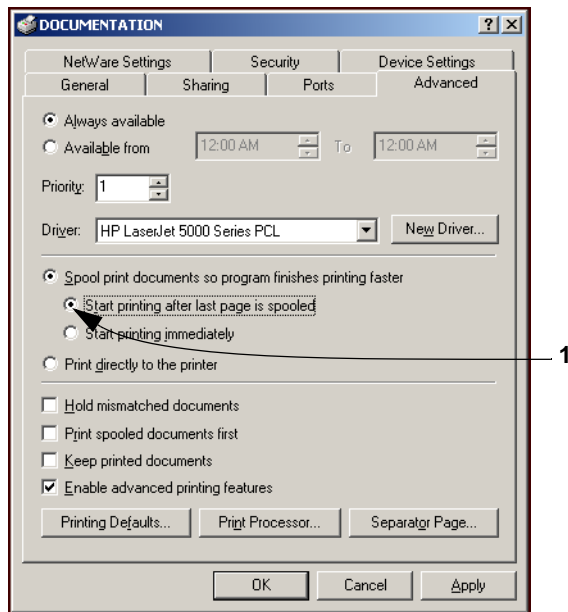 DOCUMENTATION
NetWare Settings Security Device Settings
General Sharing Ports Advanced
Always available
Available from 12:00 AM To 12:00 AM
Priority: 1
Driver: HP LaserJet 5000 Series PCL New Driver...
Spool print documents so program finishes printing faster
Start printing after last page is spooled
Start printing immediately
1
Print directly to the printer
Hold mismatched documents
Print spooled documents first
Keep printed documents
Enable advanced printing features
Printing Defaults... Print Processor... Separator Page...
OK Cancel Apply